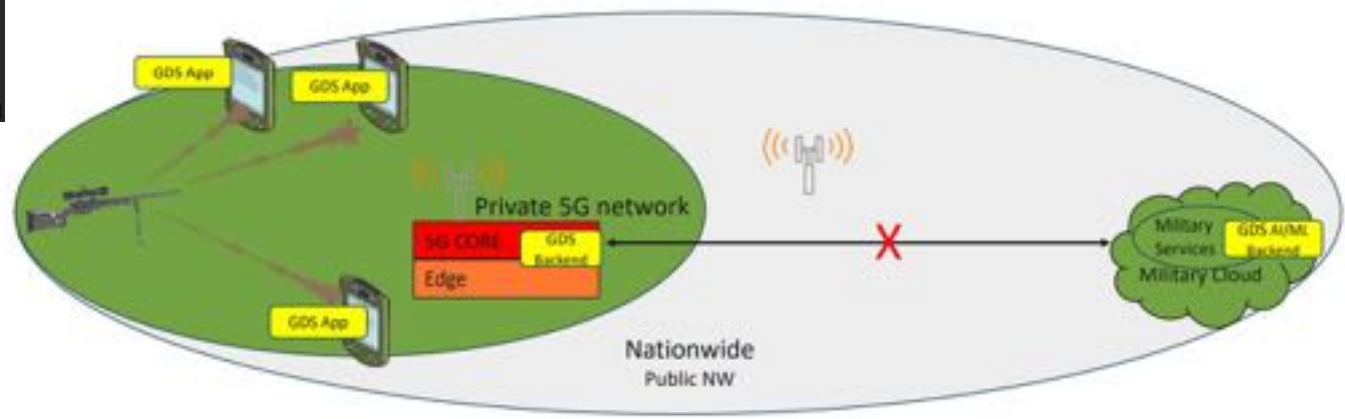 GDS App
GDS App
Private 5G network
5G CORE
GDS
Backend
Edge
GDS App
Nationwide
Public NW
Military
Services
GDS AI/ML
Backend
Military Cloud
X